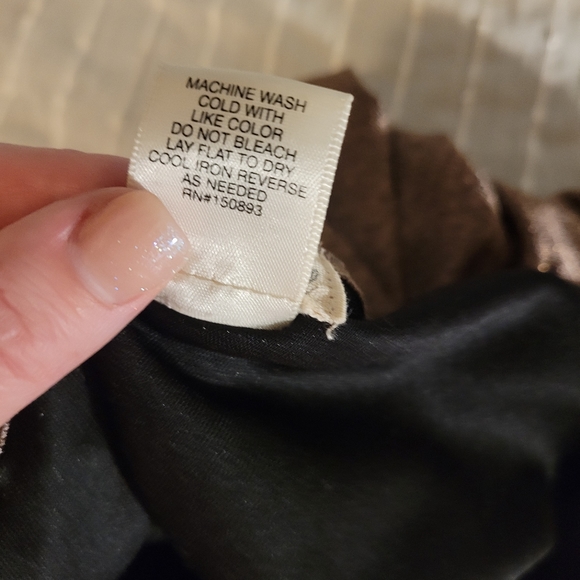 MACHINE WASH
COLD WITH
LIKE COLOR
DO NOT BLEACH
LAY FLAT TO DRY
COOL IRON REVERSE
AS NEEDED
RN#150893